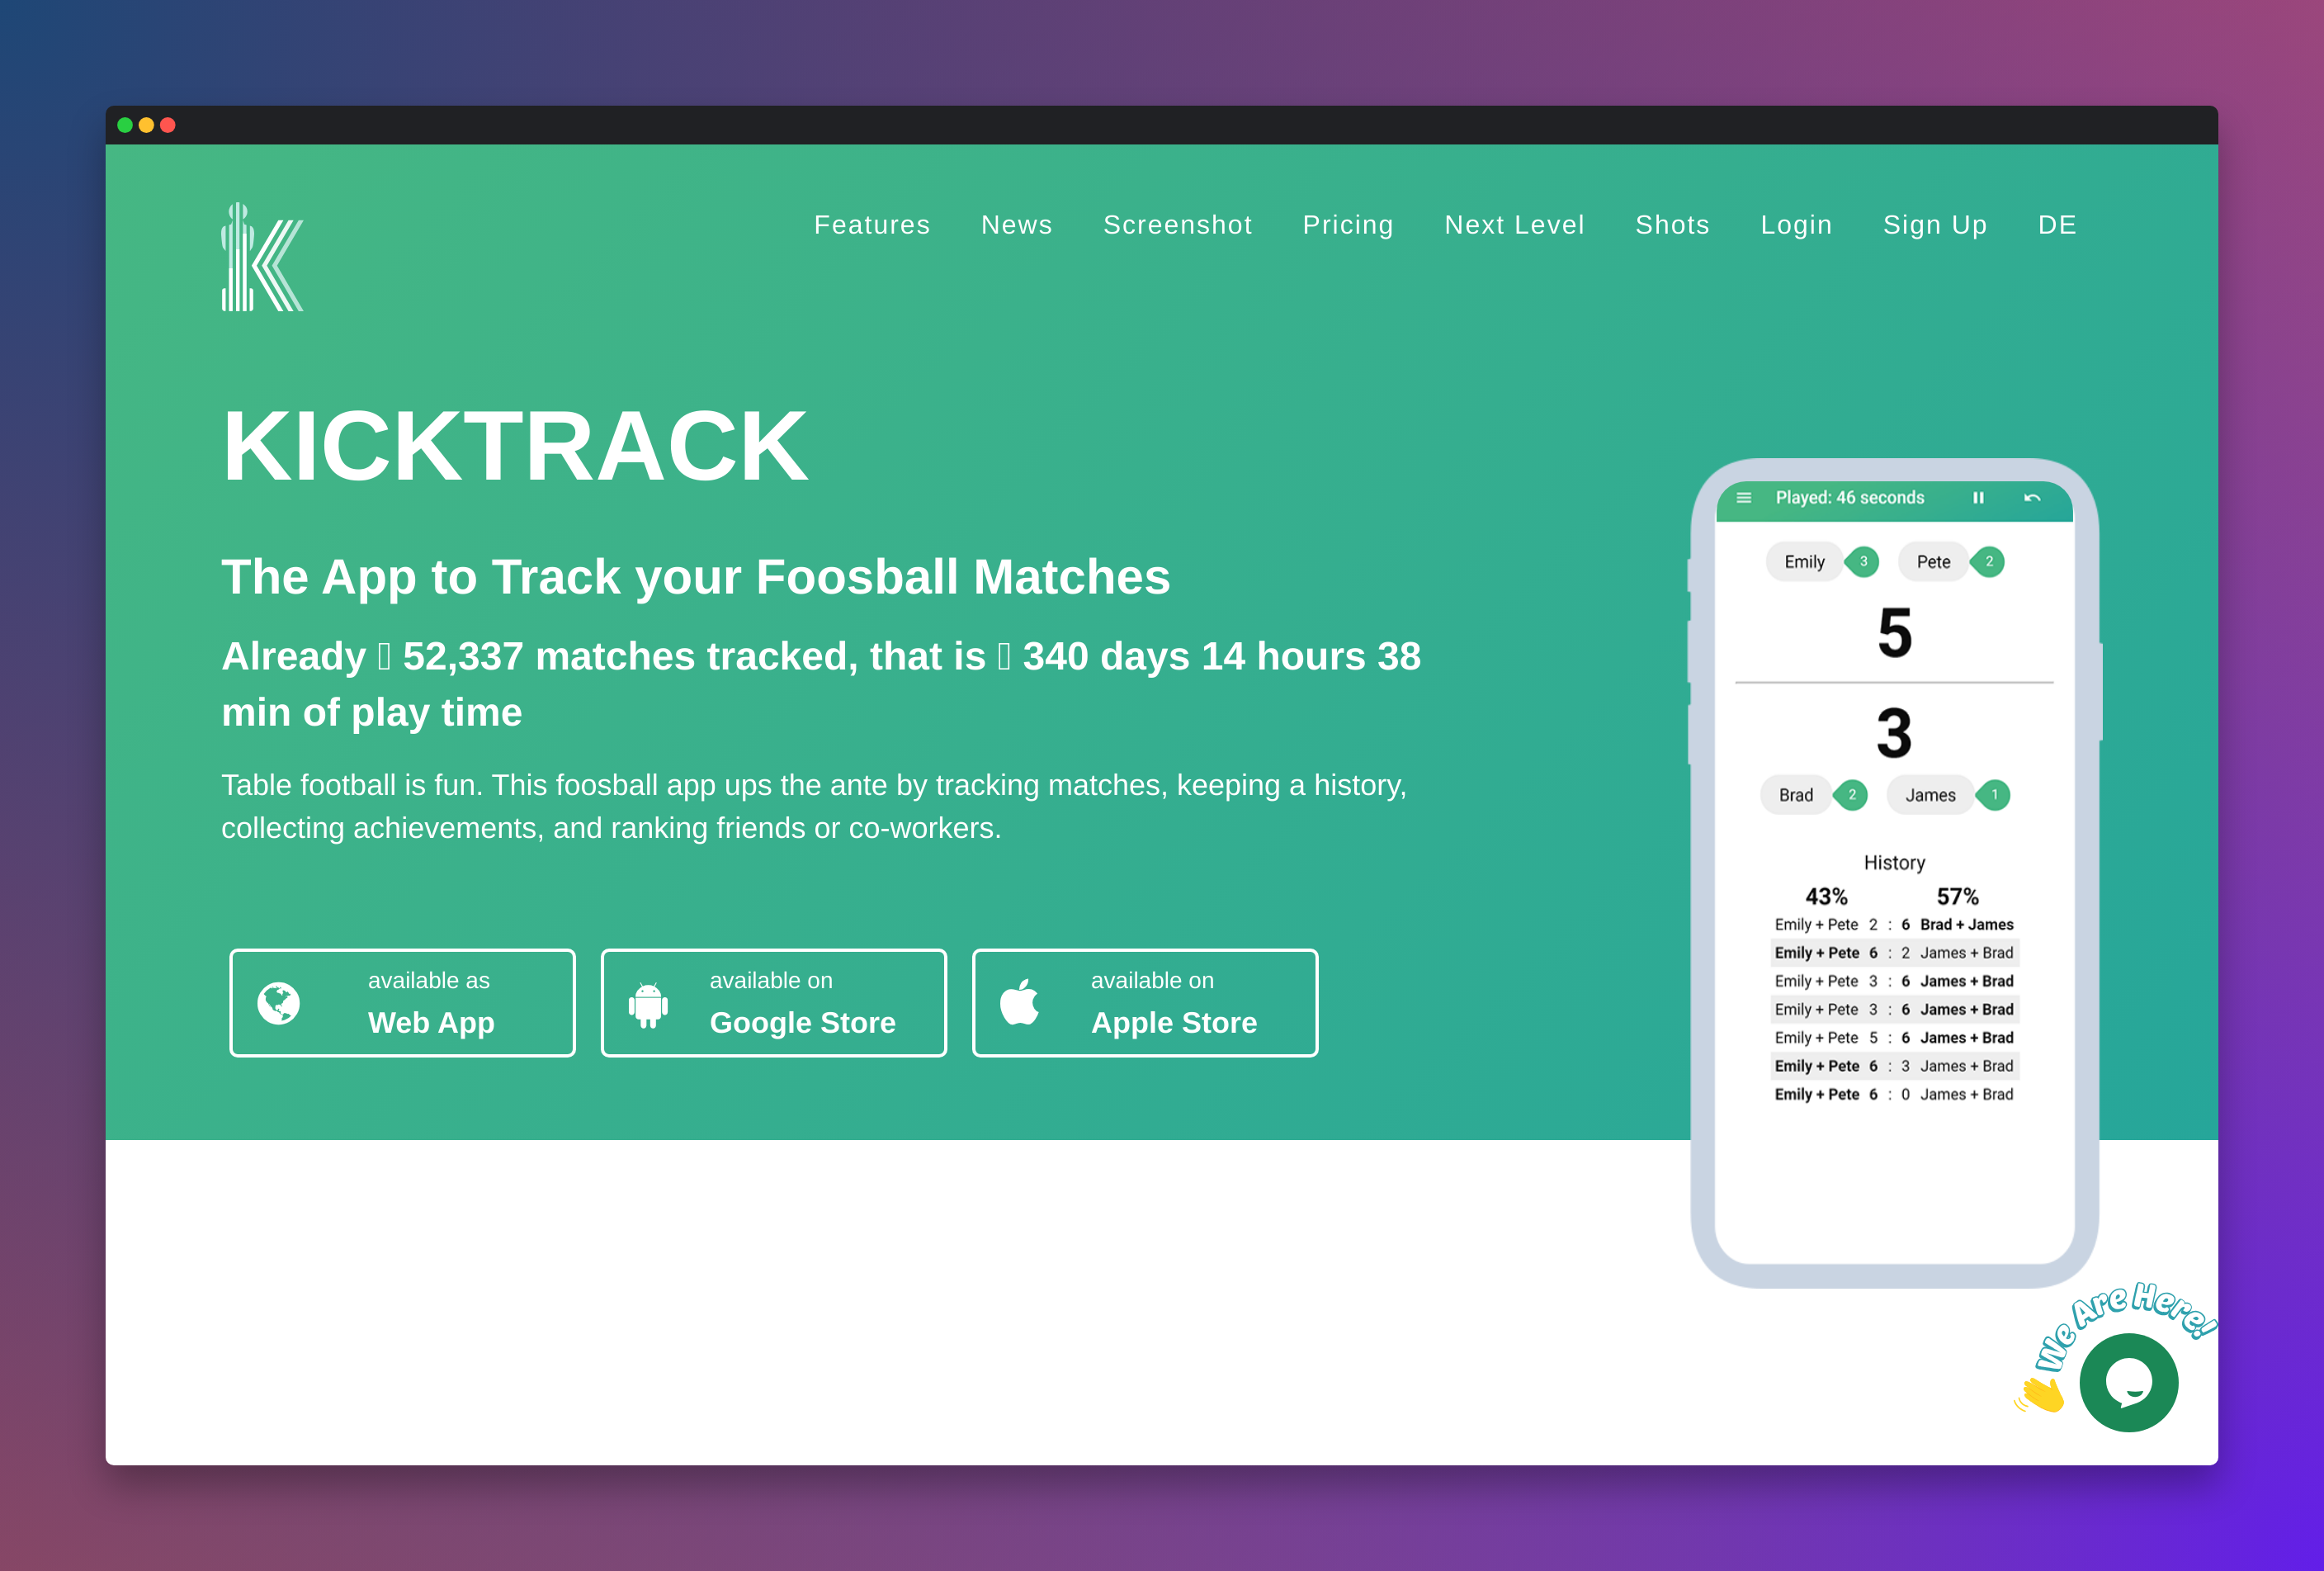 Features News Screenshot Pricing Next Level Shots Login Sign Up DE
KICKTRACK
The App to Track your Foosball Matches
Already 52,337 matches tracked, that is 340 days 14 hours 38
min of play time
Table football is fun. This foosball app ups the ante by tracking matches, keeping a history,
collecting achievements, and ranking friends or co-workers.
available as
Web App
available on
Google Store
available on
Apple Store
Played: 46 seconds
Emily 3 Pete 2
5
3
Brad 2 James 1
History
43% 57%
Emily + Pete 2 : 6 Brad + James
Emily + Pete 6 : 2 James + Brad
Emily + Pete 3 : 6 James + Brad
Emily + Pete 3 : 6 James + Brad
Emily + Pete 5 : 6 James + Brad
Emily + Pete 6 : 3 James + Brad
Emily + Pete 6 : 0 James + Brad
We Are Here!